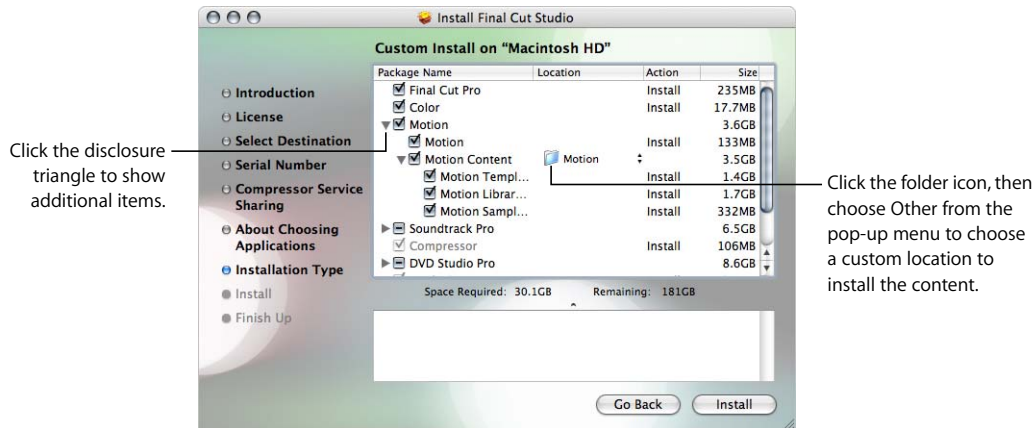 Install Final Cut Studio
Custom Install on "Macintosh HD"
Introduction
License
Select Destination
Serial Number
Compressor Service
Sharing
About Choosing
Applications
Installation Type
Install
Finish Up
Package Name Location Action Size
Final Cut Pro Install 235MB
Color Install 17.7MB
Motion 3.6GB
Motion Install 133MB
Motion Content Motion 3.5GB
Motion Templ... Install 1.4GB
Motion Librar... Install 1.7GB
Motion Sampl... Install 332MB
Soundtrack Pro 6.5GB
Compressor Install 106MB
DVD Studio Pro 8.6GB
Space Required: 30.1GB Remaining: 181GB
Go Back Install
Click the disclosure
triangle to show
additional items.
Click the folder icon, then
choose Other from the
pop-up menu to choose
a custom location to
install the content.